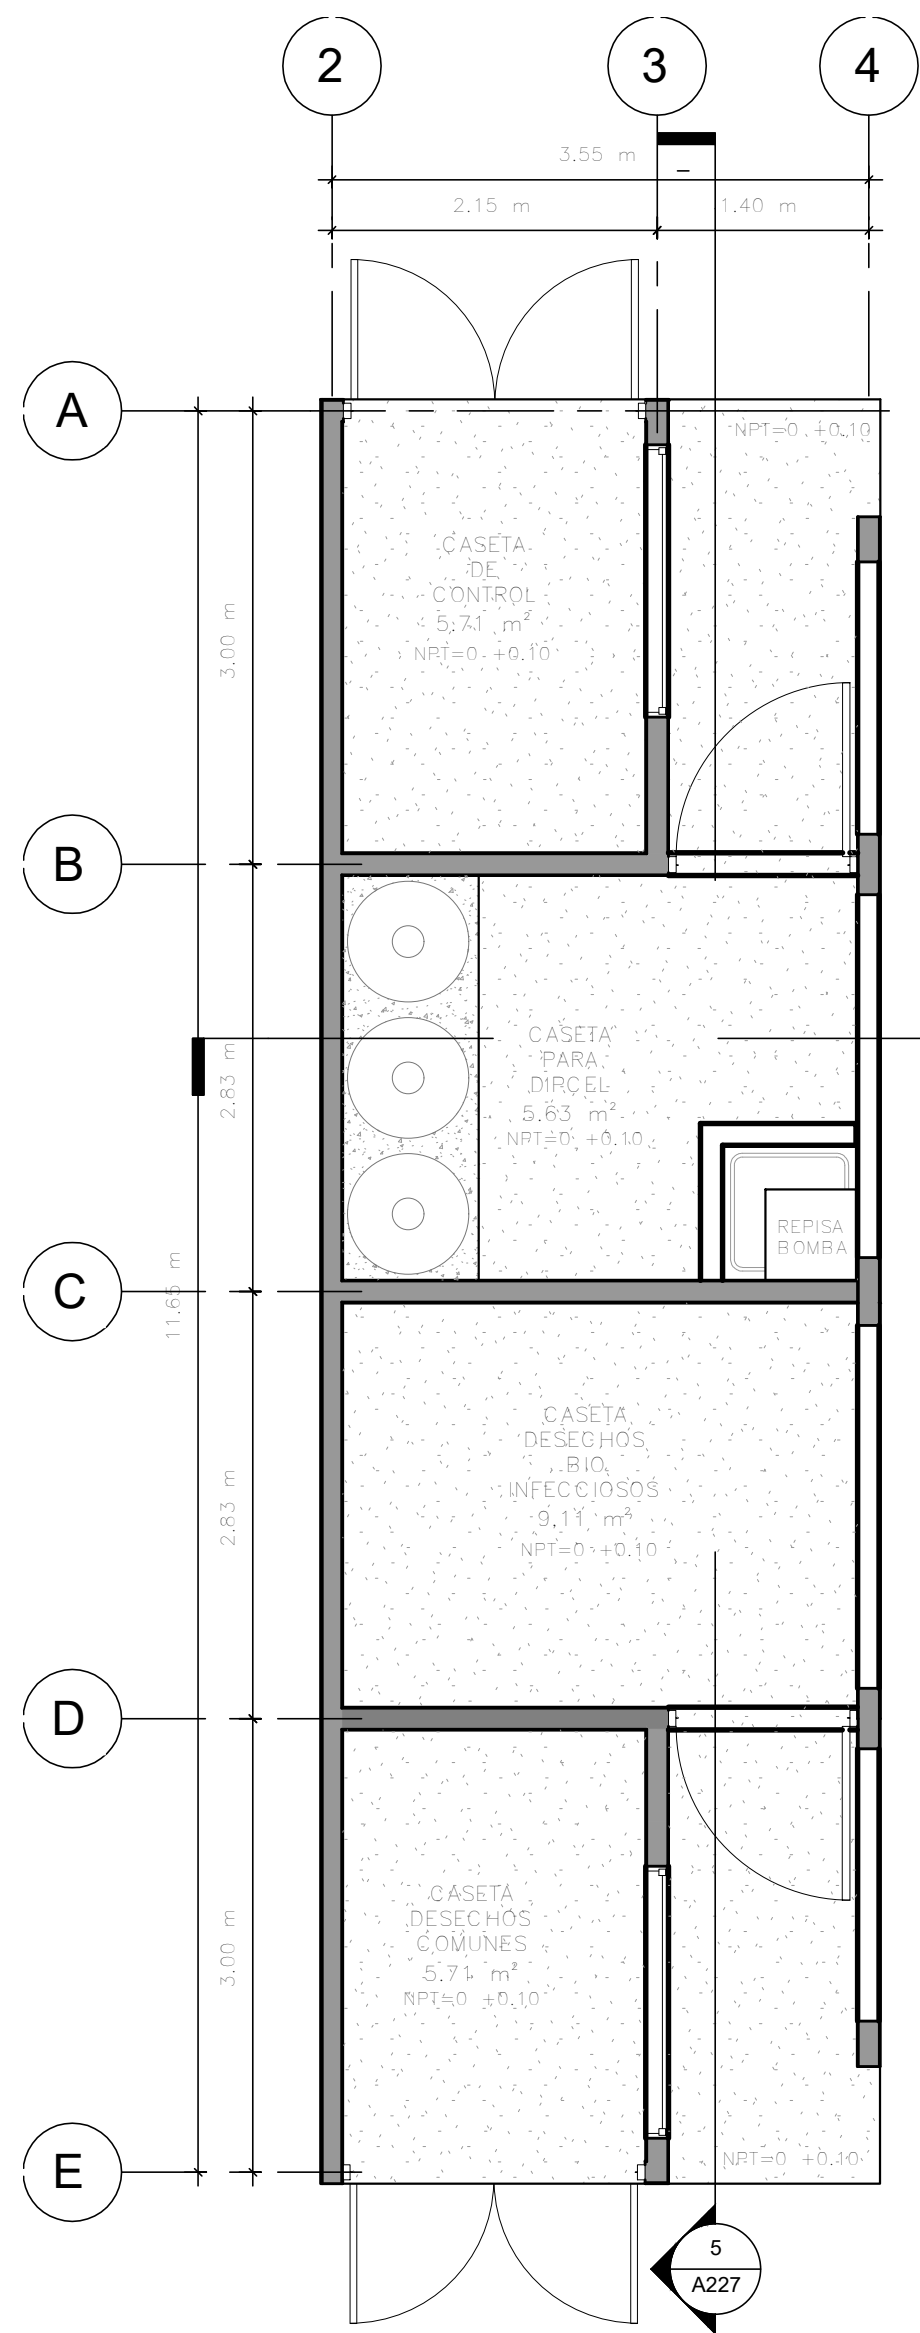 2
3
4
3.55 m
2.15 m
1.40 m
A
NPT=0 +0.10
CASETA
DE
CONTROL
5.71 m²
NPT=0 +0.10
3.00 m
B
CASETA
PARA
DIPCEL
5.63 m²
NPT=0 +0.10
2.83 m
REPISA
BOMBA
C
11.65 m
CASETA
DESECHOS
BIO
INFECCIOSOS
9.11 m²
NPT=0 +0.10
2.83 m
D
CASETA
DESECHOS
COMUNES
5.71 m²
NPT=0 +0.10
3.00 m
E
NPT=0 +0.10
5
A227